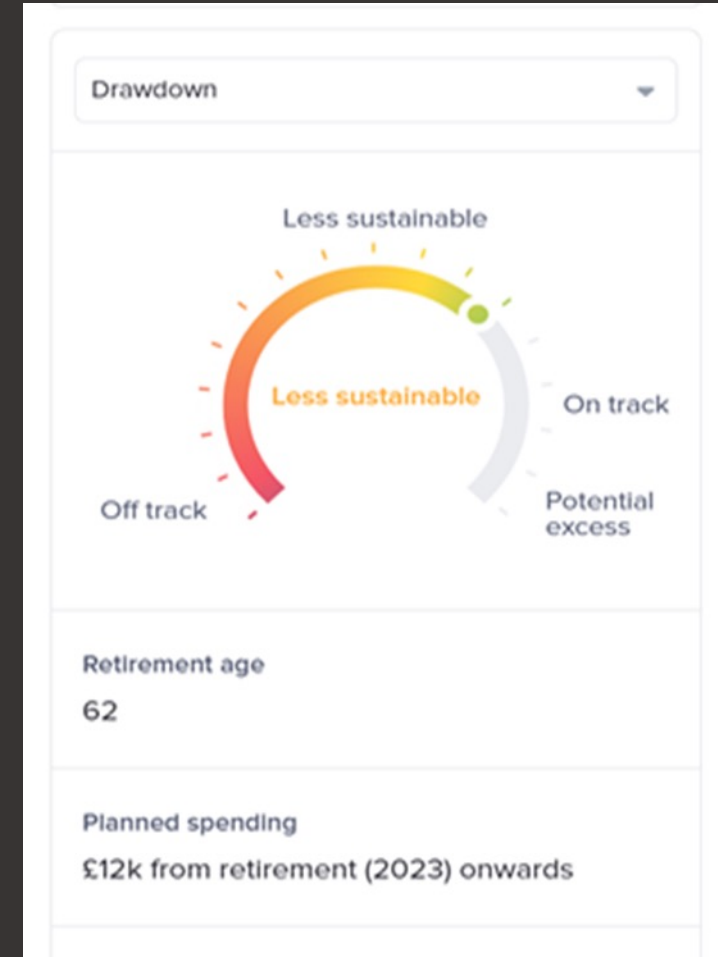 Drawdown
Less sustainable
Less sustainable
On track
Off track
Potential
excess
Retirement age
62
Planned spending
£12k from retirement (2023) onwards